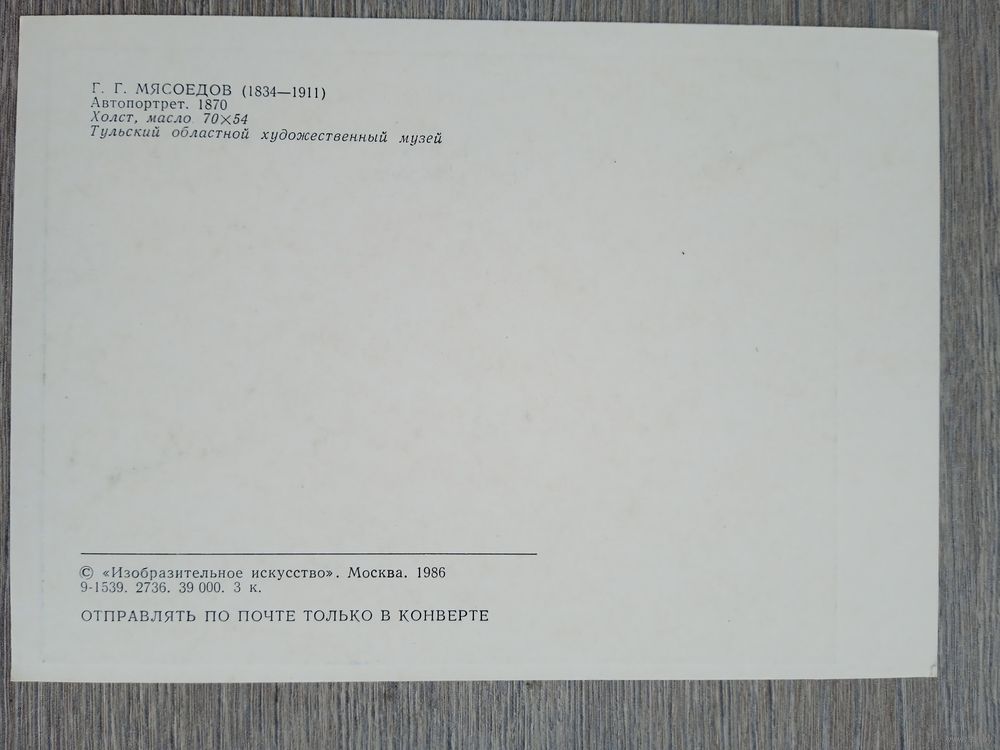 Г. Г. МЯСОЕДОВ (1834—1911)
Автопортрет. 1870
Холст, масло 70×54
Тульский областной художественный музей
© «Изобразительное искусство». Москва. 1986
9-1539. 2736. 39 000. 3 к.
ОТПРАВЛЯТЬ ПО ПОЧТЕ ТОЛЬКО В КОНВЕРТЕ